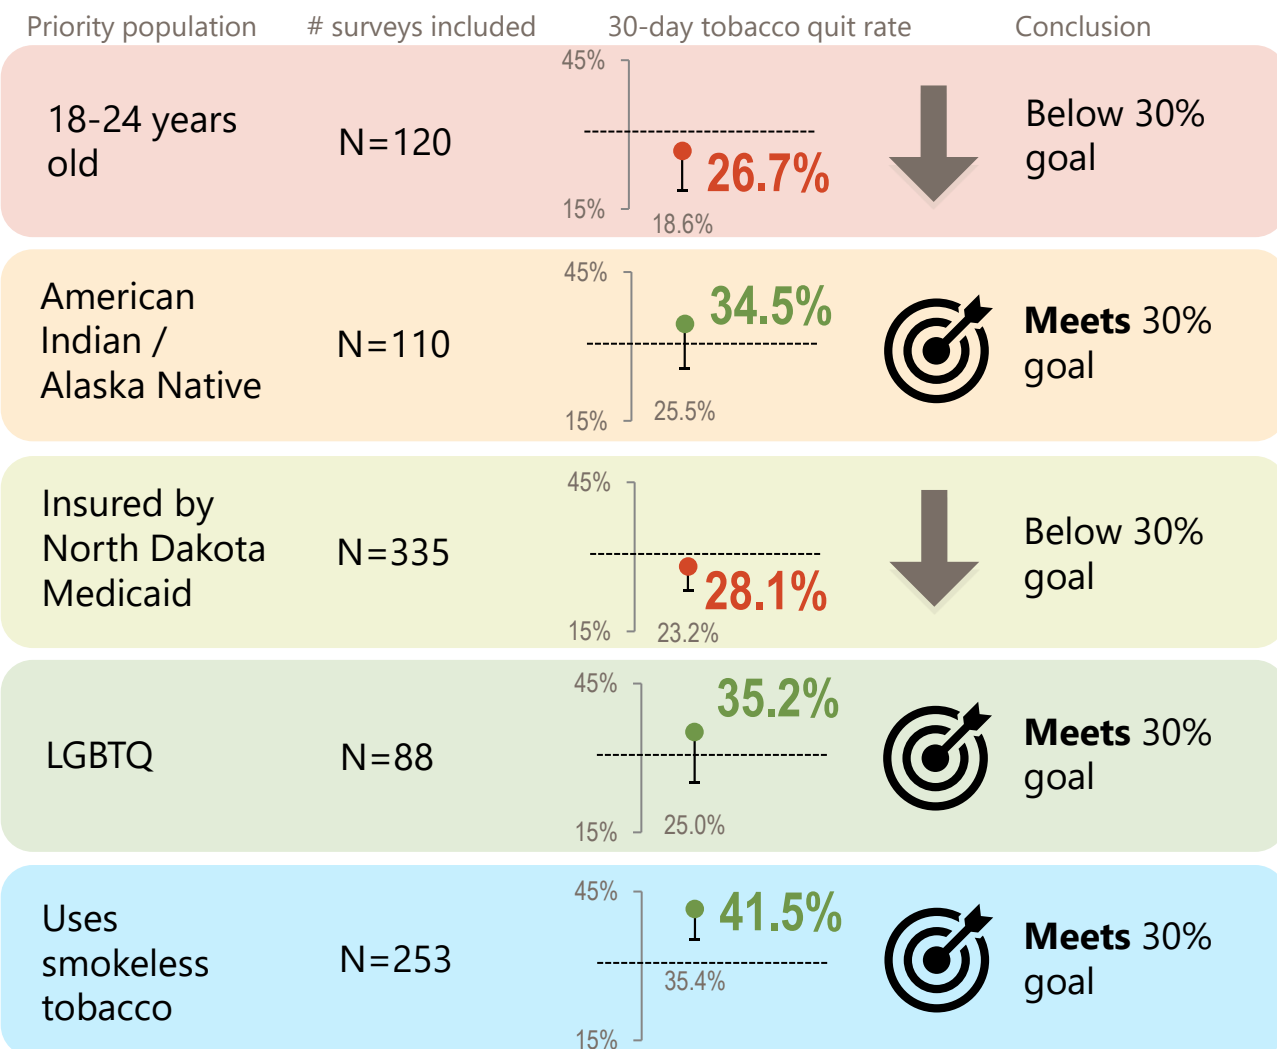 Priority population
# surveys included
30-day tobacco quit rate
Conclusion
18-24 years
old
N=120
45%
26.7%
15%
18.6%
Below 30%
goal
American
Indian /
Alaska Native
N=110
45%
34.5%
15%
25.5%
Meets 30%
goal
Insured by
North Dakota
Medicaid
N=335
45%
28.1%
15%
23.2%
Below 30%
goal
LGBTQ
N=88
45%
35.2%
15%
25.0%
Meets 30%
goal
Uses
smokeless
tobacco
N=253
45%
41.5%
35.4%
15%
Meets 30%
goal